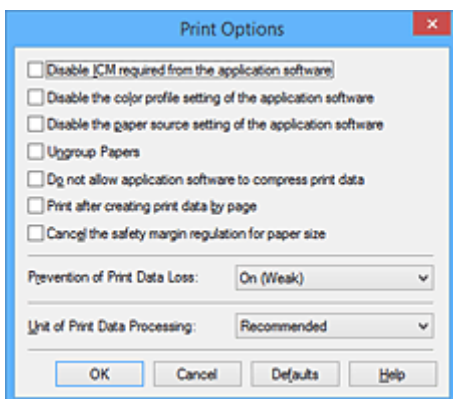 Print Options
Disable ICM required from the application software
Disable the color profile setting of the application software
Disable the paper source setting of the application software
Ungroup Papers
Do not allow application software to compress print data
Print after creating print data by page
Cancel the safety margin regulation for paper size
Prevention of Print Data Loss: On (Weak)
Unit of Print Data Processing: Recommended
OK Cancel Defaults Help